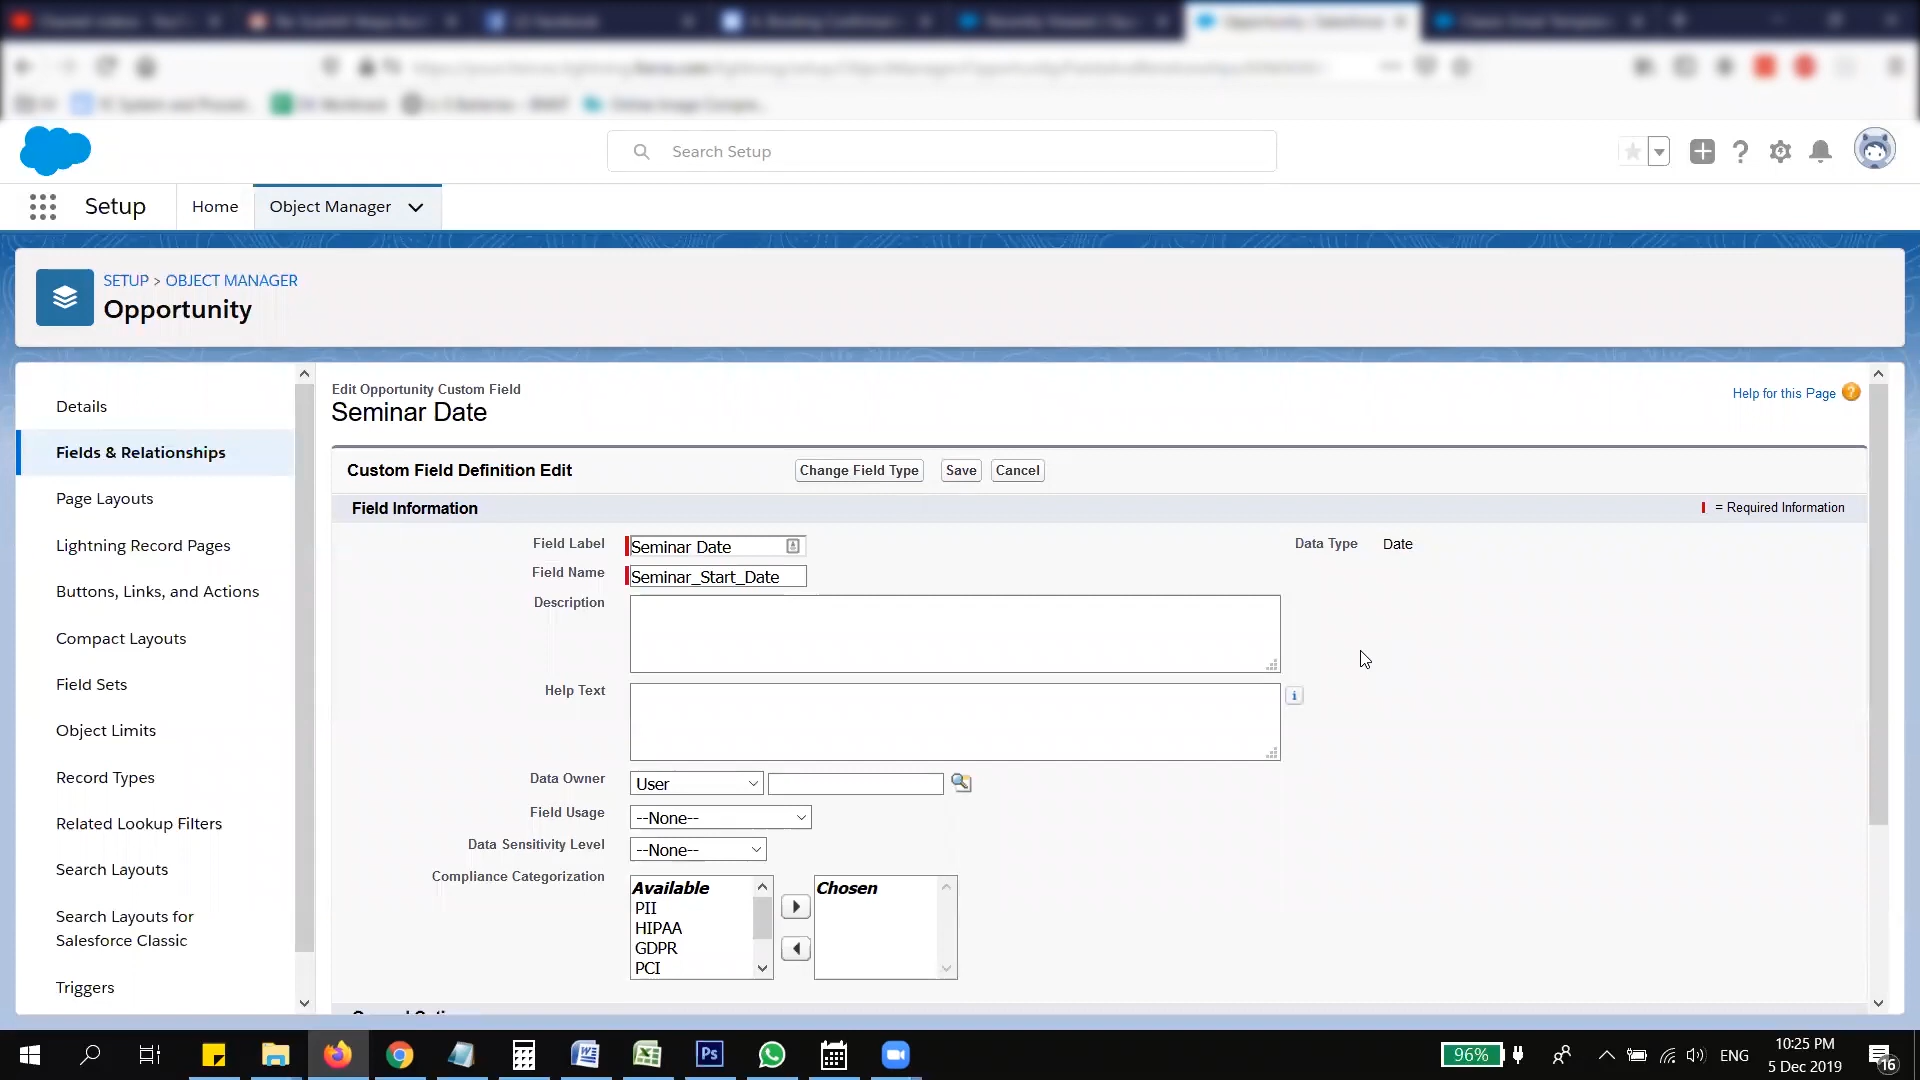 Search Setup
Setup
Home
Object Manager
SETUP > OBJECT MANAGER
Opportunity
Details
Fields & Relationships
Page Layouts
Lightning Record Pages
Buttons, Links, and Actions
Compact Layouts
Field Sets
Object Limits
Record Types
Related Lookup Filters
Search Layouts
Search Layouts for
Salesforce Classic
Triggers
Edit Opportunity Custom Field
Seminar Date
Help for this Page
Custom Field Definition Edit
Change Field Type
Save
Cancel
Field Information
= Required Information
Field Label
Seminar Date
Data Type
Date
Field Name
Seminar_Start_Date
Description
Help Text
Data Owner
User
Field Usage
--None--
Data Sensitivity Level
--None--
Compliance Categorization
Available
PII
HIPAA
GDPR
PCI
Chosen
96%
ENG
10:25 PM
5 Dec 2019
16